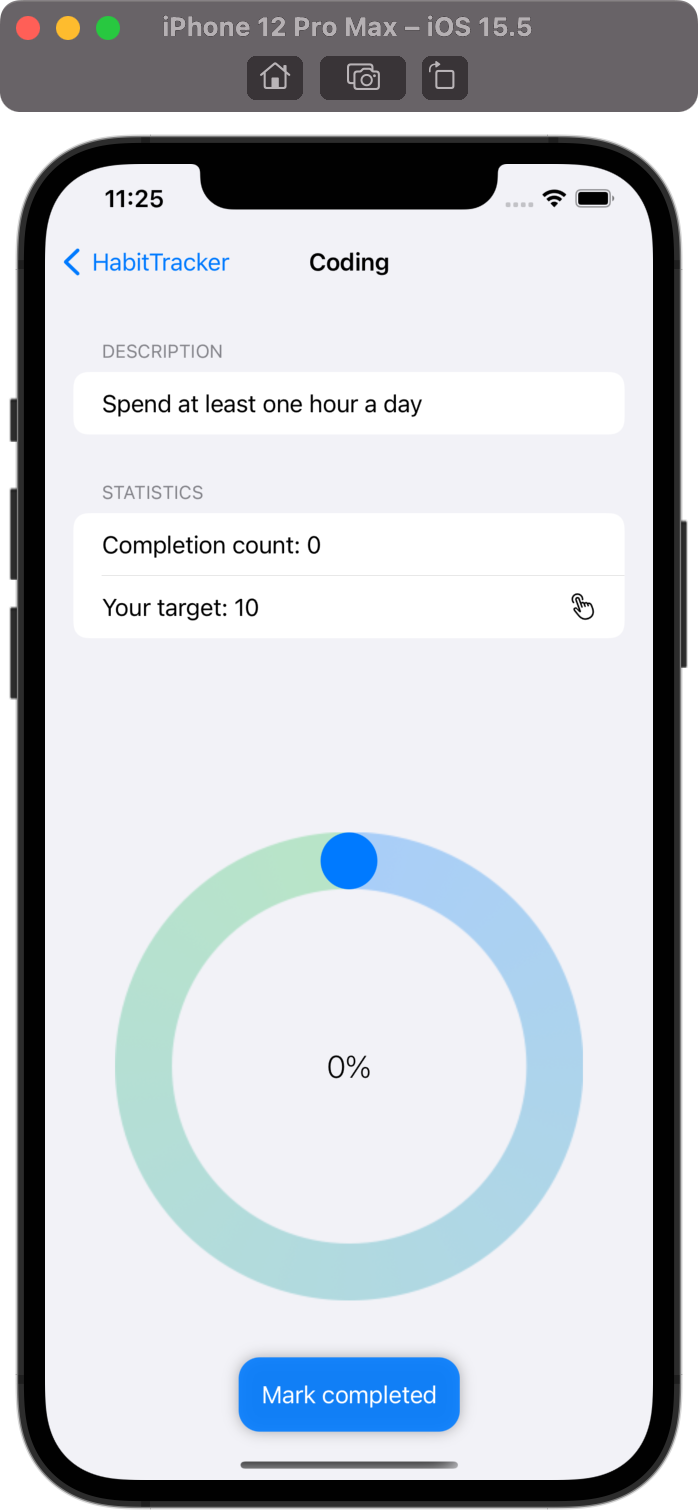 iPhone 12 Pro Max – iOS 15.5
11:25
HabitTracker
Coding
DESCRIPTION
Spend at least one hour a day
STATISTICS
Completion count: 0
Your target: 10
0%
Mark completed